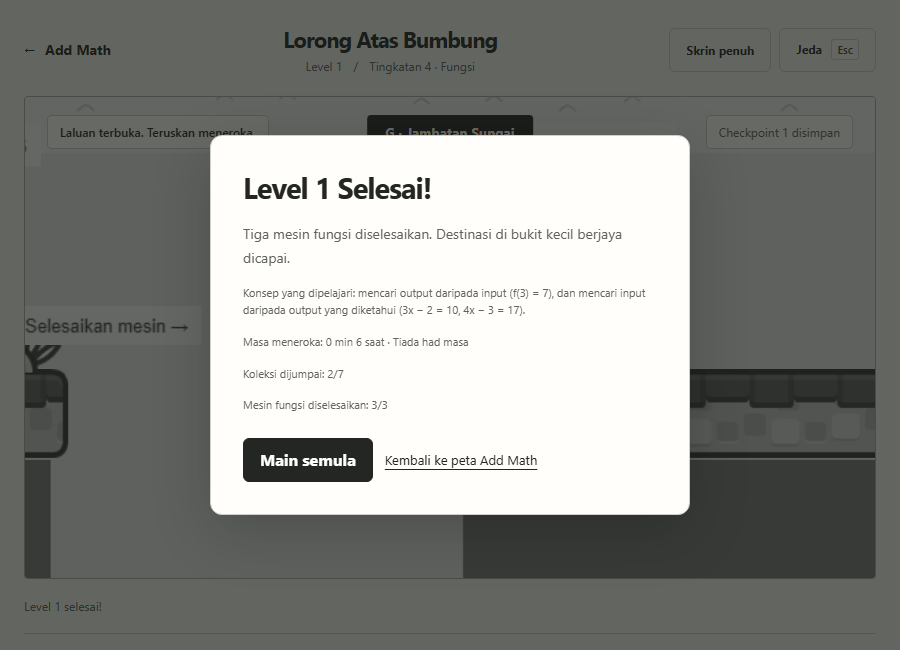 ← Add Math
Lorong Atas Bumbung
Level 1 / Tingkatan 4 · Fungsi
Skrin penuh
Jeda Esc
Laluan terbuka. Teruskan meneroka
G · Jambatan Sungai
Checkpoint 1 disimpan
Level 1 Selesai!
Tiga mesin fungsi diselesaikan. Destinasi di bukit kecil berjaya
dicapai.
Konsep yang dipelajari: mencari output daripada input (f(3) = 7), dan mencari input
daripada output yang diketahui (3x − 2 = 10, 4x − 3 = 17).
Masa meneroka: 0 min 6 saat · Tiada had masa
Koleksi dijumpai: 2/7
Mesin fungsi diselesaikan: 3/3
Main semula
Kembali ke peta Add Math
Selesaikan mesin →
Level 1 selesai!